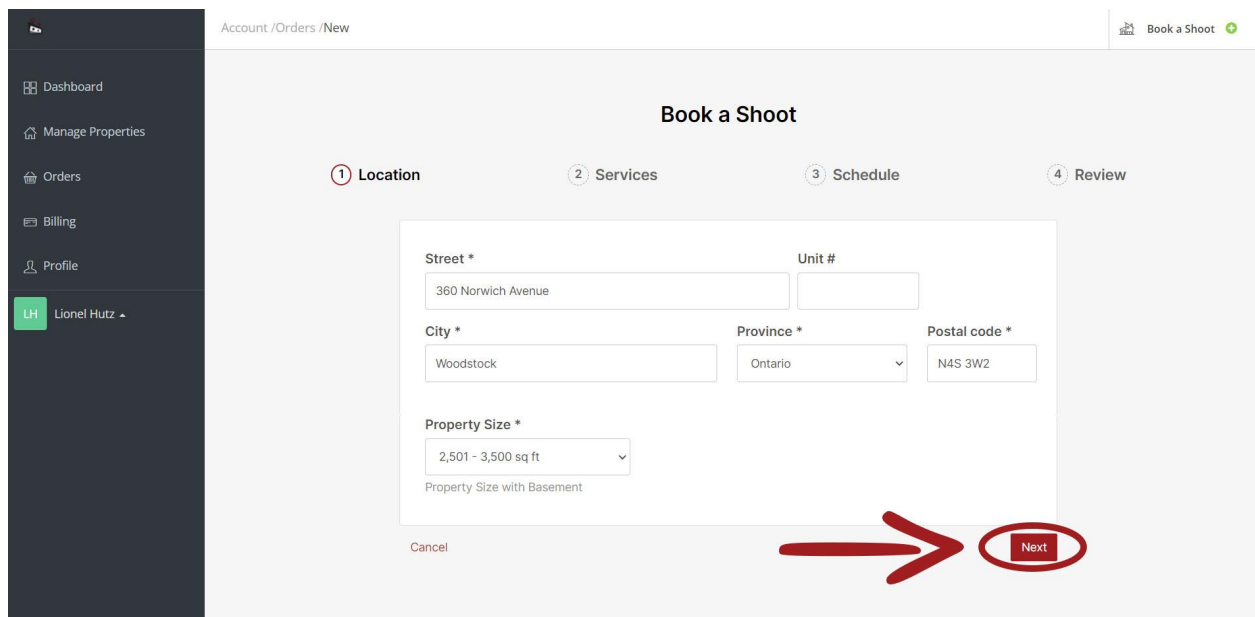 Account /Orders /New
Book a Shoot
Dashboard
Manage Properties
Orders
Billing
Profile
LH Lionel Hutz
Book a Shoot
1 Location 2 Services 3 Schedule 4 Review
Street * Unit #
360 Norwich Avenue
City * Province * Postal code *
Woodstock Ontario N4S 3W2
Property Size *
2,501 - 3,500 sq ft
Property Size with Basement
Cancel Next